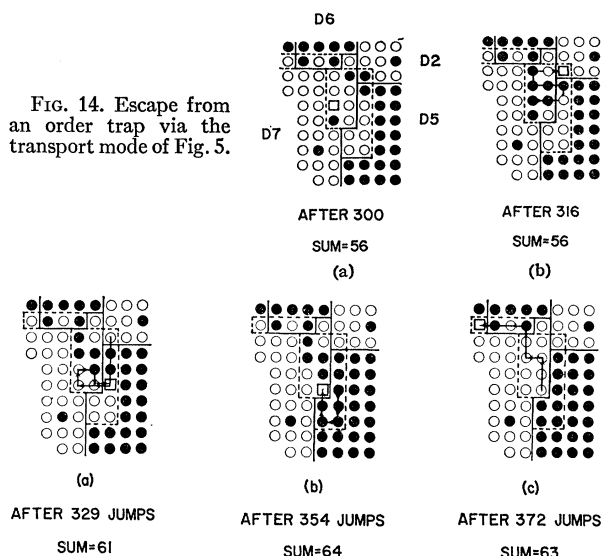 D6
D2
FIG. 14. Escape from
an order trap via the
transport mode of Fig. 5.
D7
D5
AFTER 300
SUM=56
(a)
AFTER 316
SUM=56
(b)
(a)
AFTER 329 JUMPS
SUM=61
(b)
AFTER 354 JUMPS
SUM=64
(c)
AFTER 372 JUMPS
SUM=63